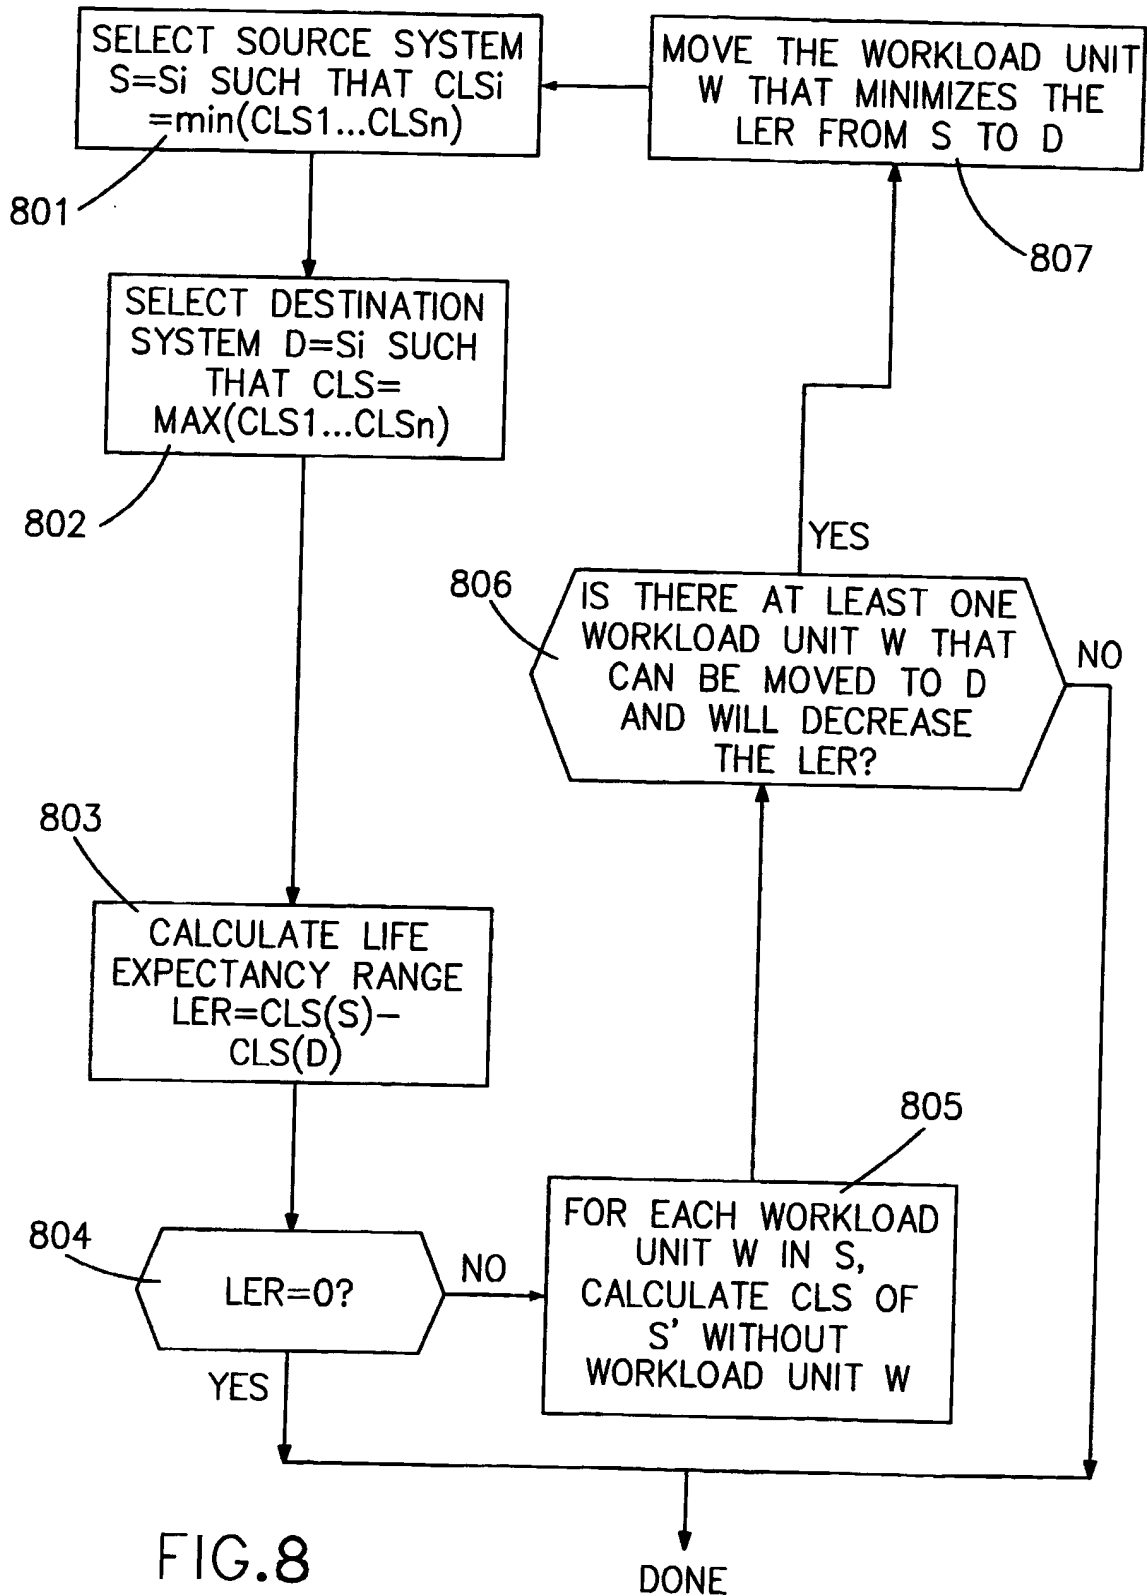 SELECT SOURCE SYSTEM
S=Si SUCH THAT CLSi
=min(CLS1...CLSn)
801
SELECT DESTINATION
SYSTEM D=Si SUCH
THAT CLS=
MAX(CLS1...CLSn)
802
803
CALCULATE LIFE
EXPECTANCY RANGE
LER=CLS(S)-
CLS(D)
804
LER=0?
NO
YES
805
FOR EACH WORKLOAD
UNIT W IN S,
CALCULATE CLS OF
S' WITHOUT
WORKLOAD UNIT W
806
IS THERE AT LEAST ONE
WORKLOAD UNIT W THAT
CAN BE MOVED TO D
AND WILL DECREASE
THE LER?
YES
NO
MOVE THE WORKLOAD UNIT
W THAT MINIMIZES THE
LER FROM S TO D
807
DONE
FIG.8